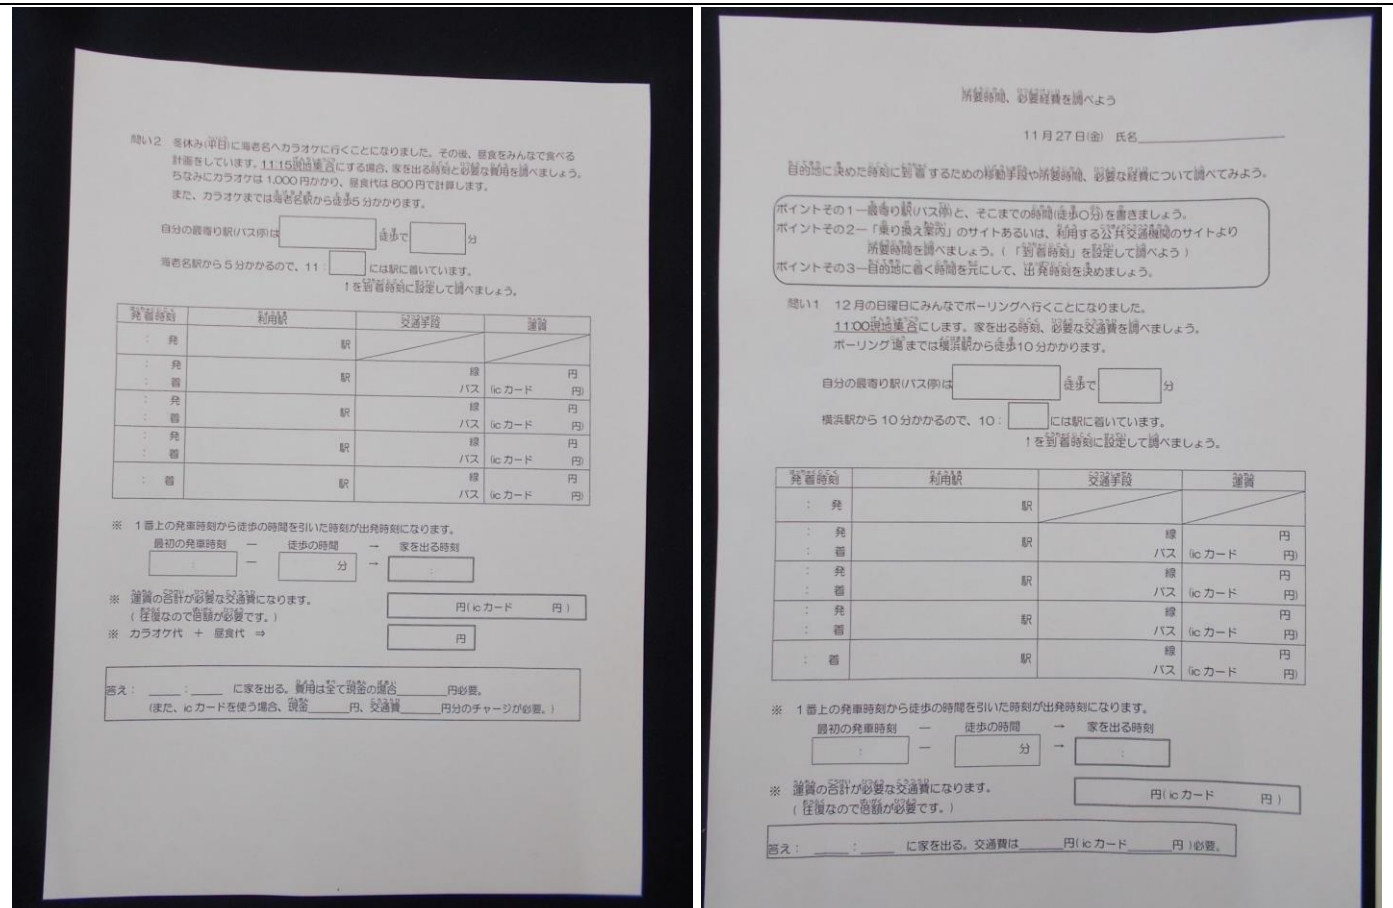 問い2 冬休み(平日)に海老名へカラオケに行くことになりました。その後、昼食をみんなで食べる
計画をしています。11:15現地集合にする場合、家を出る時刻と必要な費用を調べましょう。
ちなみにカラオケは1,000円かかり、昼食代は800円で計算します。
また、カラオケまでは海老名駅から徒歩5分かかります。
自分の最寄り駅(バス停)は 徒歩で 分
海老名駅から5分かかるので、11: には駅に着いています。
↑を到着時刻に設定して調べましょう。
発着時刻 利用駅 交通手段 運賃
: 発 駅
: 発 駅 線 円
: 着 バス (icカード 円)
: 発 駅 線 円
: 着 バス (icカード 円)
: 発 駅 線 円
: 着 バス (icカード 円)
: 着 駅 線 円
バス (icカード 円)
※ 1番上の発車時刻から徒歩の時間を引いた時刻が出発時刻になります。
最初の発車時刻 － 徒歩の時間 → 家を出る時刻
: － 分 → :
※ 運賃の合計が必要な交通費になります。
(往復なので倍額が必要です。)
円(icカード 円)
※ カラオケ代 ＋ 昼食代 ⇒ 円
答え: ____:____ に家を出る。費用は全て現金の場合______円必要。
(また、icカードを使う場合、現金_____円、交通費_____円分のチャージが必要。)
所要時間、必要経費を調べよう
11月27日(金) 氏名____________
目的地に決めた時刻に到着するための移動手段や所要時間、必要な経費について調べてみよう。
ポイントその1―最寄り駅(バス停)と、そこまでの時間(徒歩〇分)を書きましょう。
ポイントその2―「乗り換え案内」のサイトあるいは、利用する公共交通機関のサイトより
所要時間を調べましょう。(「到着時刻」を設定して調べよう)
ポイントその3―目的地に着く時間を元にして、出発時刻を決めましょう。
問い1 12月の日曜日にみんなでボーリングへ行くことになりました。
11:00現地集合にします。家を出る時刻、必要な交通費を調べましょう。
ボーリング場までは横浜駅から徒歩10分かかります。
自分の最寄り駅(バス停)は 徒歩で 分
横浜駅から10分かかるので、10: には駅に着いています。
↑を到着時刻に設定して調べましょう。
発着時刻 利用駅 交通手段 運賃
: 発 駅
: 発 駅 線 円
: 着 バス (icカード 円)
: 発 駅 線 円
: 着 バス (icカード 円)
: 発 駅 線 円
: 着 バス (icカード 円)
: 着 駅 線 円
バス (icカード 円)
※ 1番上の発車時刻から徒歩の時間を引いた時刻が出発時刻になります。
最初の発車時刻 － 徒歩の時間 → 家を出る時刻
: － 分 → :
※ 運賃の合計が必要な交通費になります。
(往復なので倍額が必要です。)
円(icカード 円)
答え: ____:____ に家を出る。交通費は_____円(icカード_____円)必要。